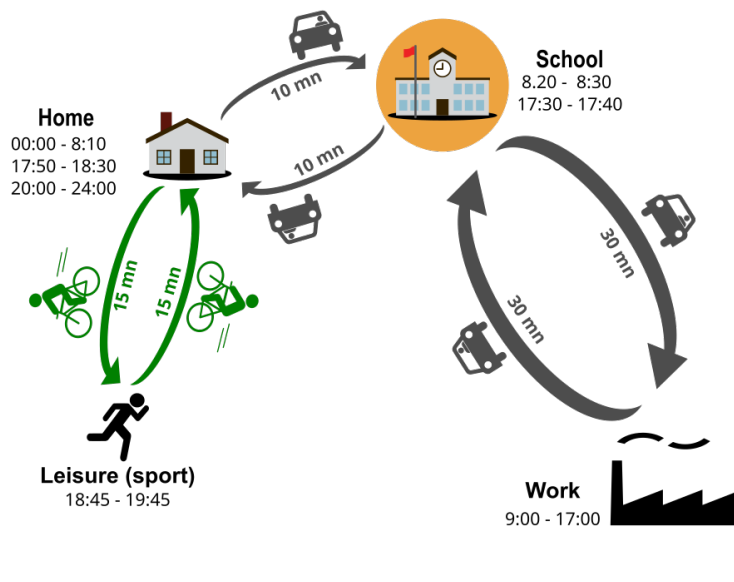 10 mn
School
8.20 - 8:30
17:30 - 17:40
Home
00:00 - 8:10
17:50 - 18:30
20:00 - 24:00
10 mn
15 mn
15 mn
30 mn
30 mn
Leisure (sport)
18:45 - 19:45
Work
9:00 - 17:00